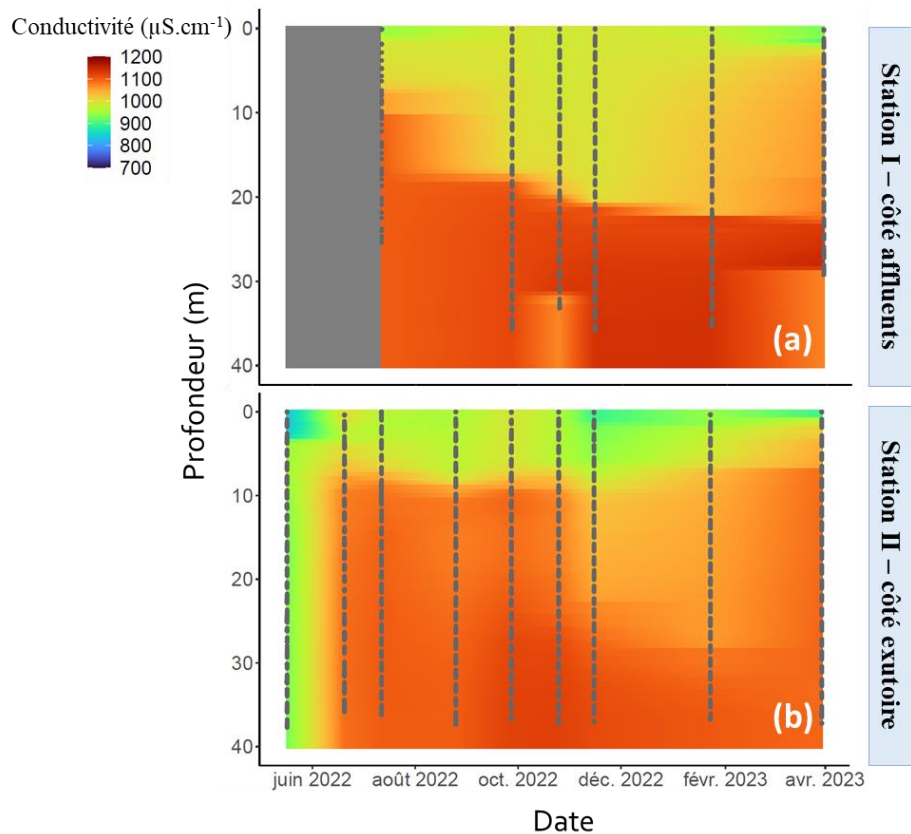 Conductivité (µS.cm⁻¹)
1200
1100
1000
900
800
700
Profondeur (m)
0
10
20
30
40
(a)
Station I – côté affluents
0
10
20
30
40
(b)
Station II – côté exutoire
juin 2022 août 2022 oct. 2022 déc. 2022 févr. 2023 avr. 2023
Date